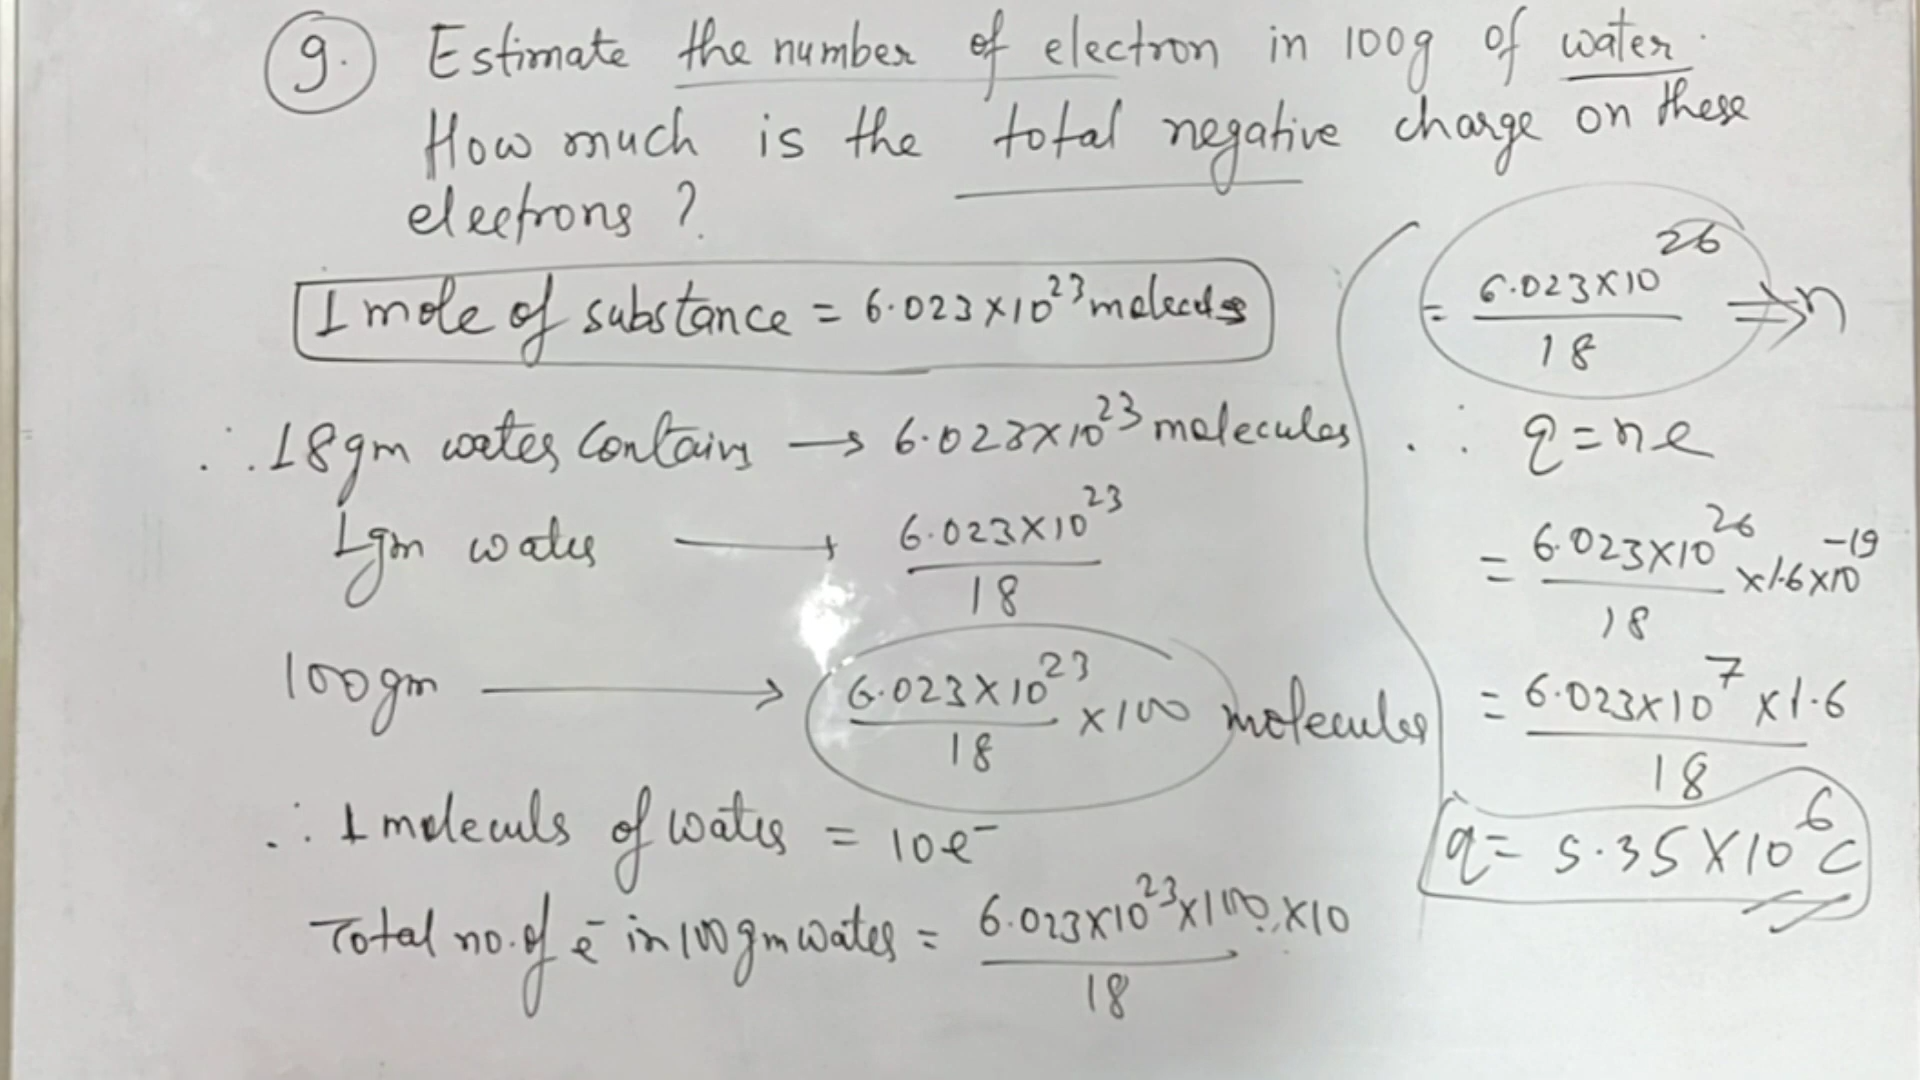 9. Estimate the number of electron in 100g of water.
How much is the total negative charge on these
electrons ?
1 mole of substance = 6.023×10^23 molecules
∴ 18gm water contains → 6.023×10^23 molecules
1gm water → 6.023×10^23 / 18
100gm → 6.023×10^23 / 18 ×100 molecules
∴ 1 molecule of water = 10e^-
Total no. of e^- in 100gm water = 6.023×10^23×100×10 / 18
= 6.023×10^26 / 18 ⇒ n
∴ q = ne
= 6.023×10^26 / 18 ×1.6×10^-19
= 6.023×10^7 ×1.6 / 18
q = 5.35×10^6 C